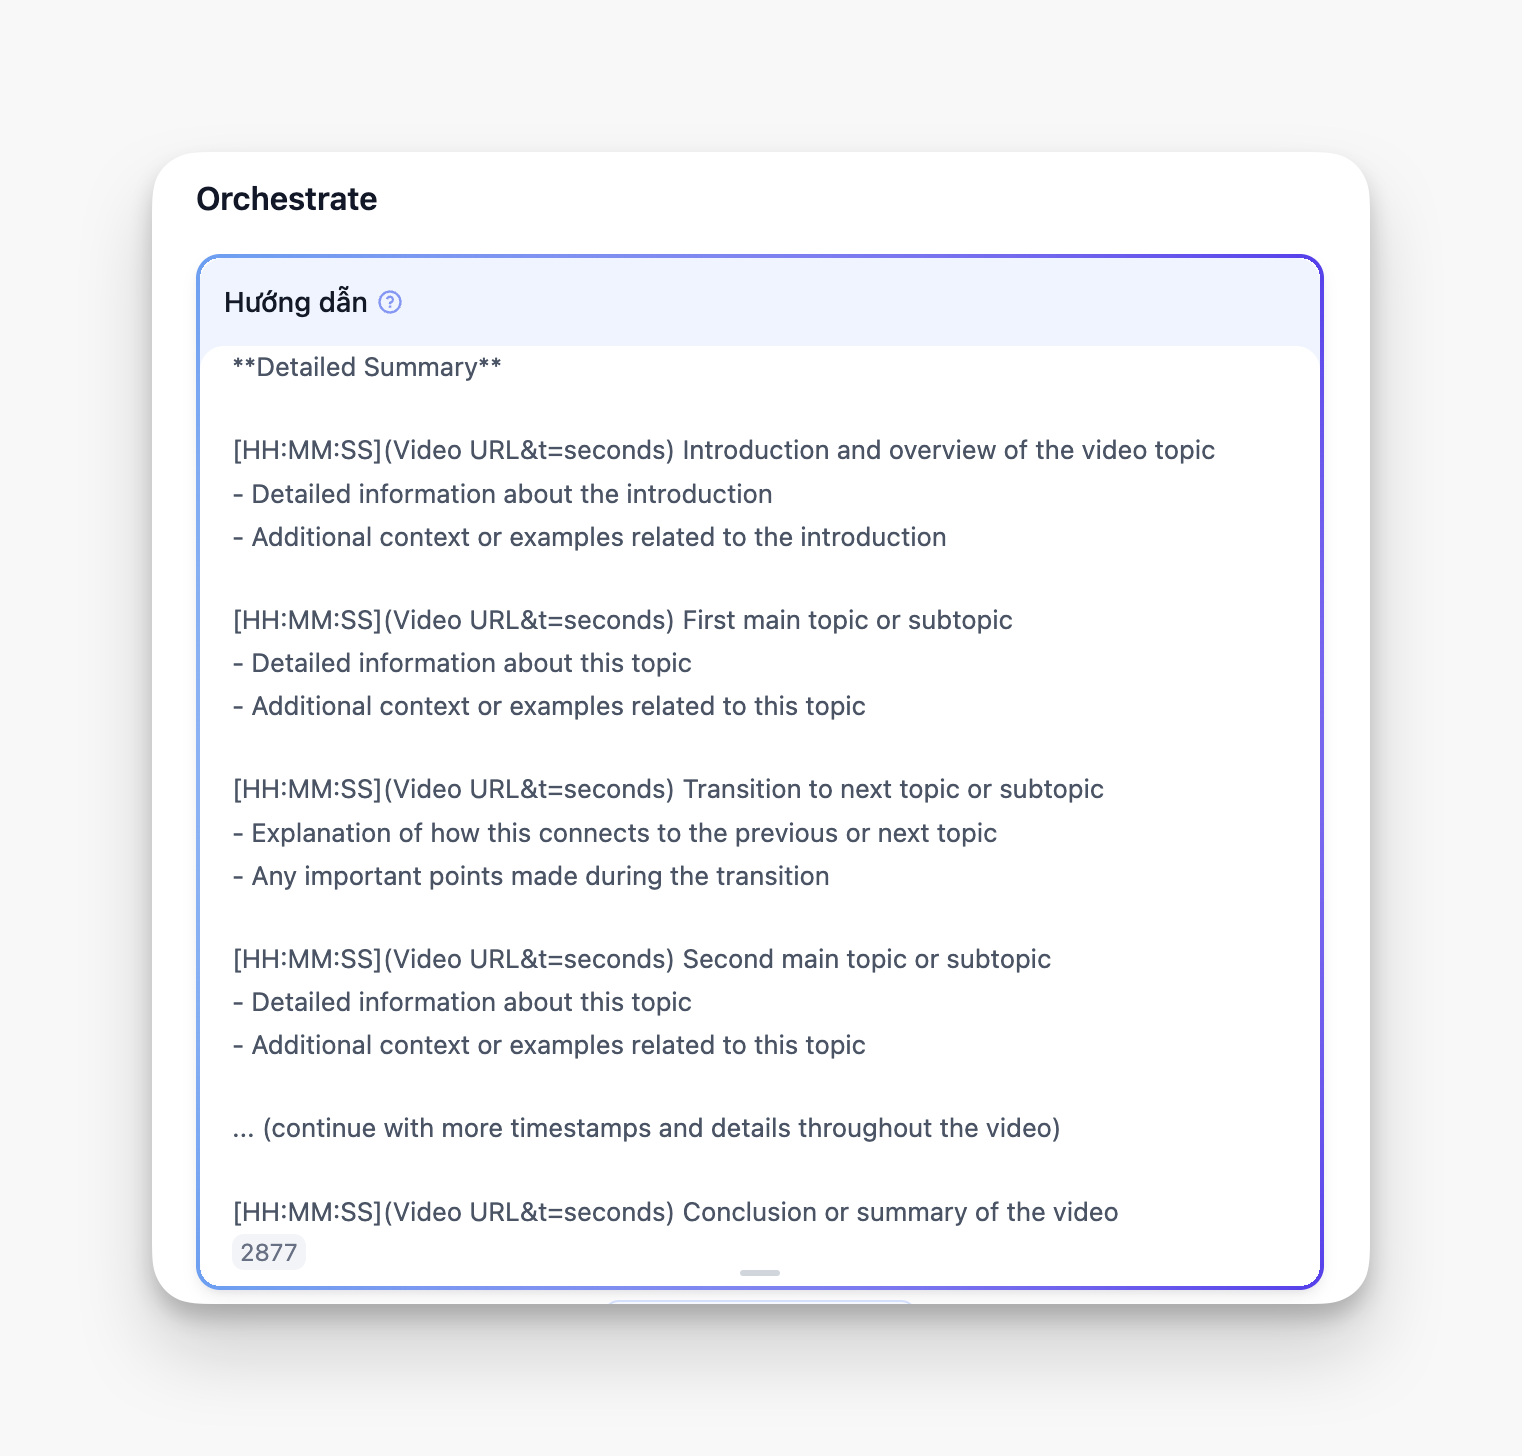 Orchestrate
Hướng dẫn ?
**Detailed Summary**
[HH:MM:SS](Video URL&t=seconds) Introduction and overview of the video topic
- Detailed information about the introduction
- Additional context or examples related to the introduction
[HH:MM:SS](Video URL&t=seconds) First main topic or subtopic
- Detailed information about this topic
- Additional context or examples related to this topic
[HH:MM:SS](Video URL&t=seconds) Transition to next topic or subtopic
- Explanation of how this connects to the previous or next topic
- Any important points made during the transition
[HH:MM:SS](Video URL&t=seconds) Second main topic or subtopic
- Detailed information about this topic
- Additional context or examples related to this topic
... (continue with more timestamps and details throughout the video)
[HH:MM:SS](Video URL&t=seconds) Conclusion or summary of the video
2877